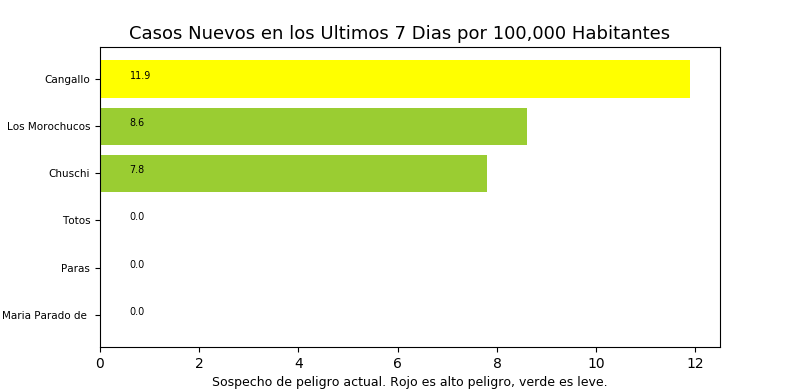 Casos Nuevos en los Ultimos 7 Dias por 100,000 Habitantes
Cangallo 11.9
Los Morochucos 8.6
Chuschi 7.8
Totos 0.0
Paras 0.0
Maria Parado de 0.0
0 2 4 6 8 10 12
Sospecho de peligro actual. Rojo es alto peligro, verde es leve.